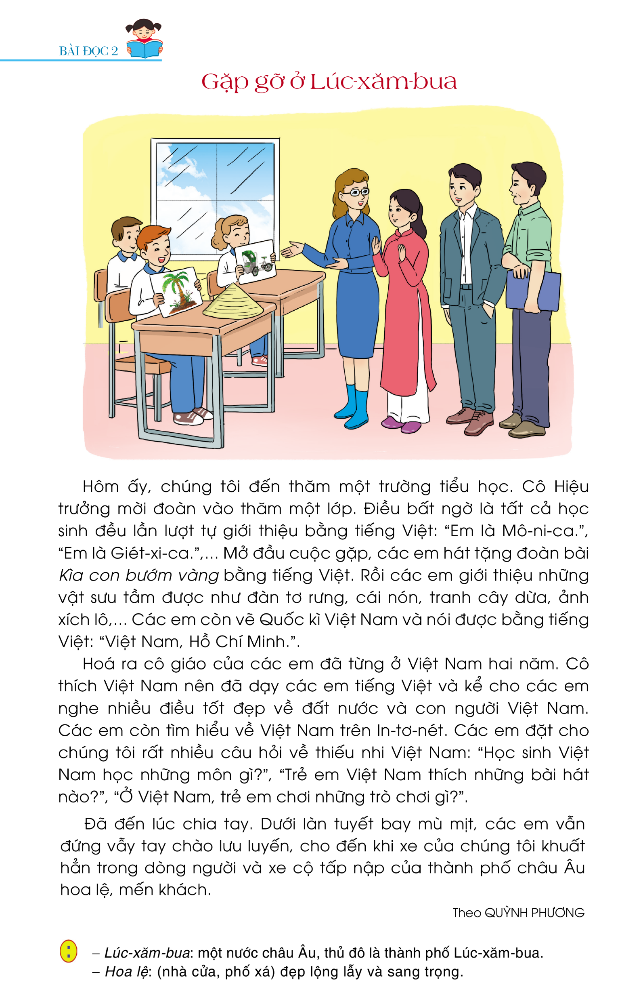 BÀI ĐỌC 2
Gặp gỡ ở Lúc-xăm-bua
Hôm ấy, chúng tôi đến thăm một trường tiểu học. Cô Hiệu
trưởng mời đoàn vào thăm một lớp. Điều bất ngờ là tất cả học
sinh đều lần lượt tự giới thiệu bằng tiếng Việt: “Em là Mô-ni-ca.”,
“Em là Giét-xi-ca.”,... Mở đầu cuộc gặp, các em hát tặng đoàn bài
Kìa con bướm vàng bằng tiếng Việt. Rồi các em giới thiệu những
vật sưu tầm được như đàn tơ rưng, cái nón, tranh cây dừa, ảnh
xích lô,... Các em còn vẽ Quốc kì Việt Nam và nói được bằng tiếng
Việt: “Việt Nam, Hồ Chí Minh.”.
Hoá ra cô giáo của các em đã từng ở Việt Nam hai năm. Cô
thích Việt Nam nên đã dạy các em tiếng Việt và kể cho các em
nghe nhiều điều tốt đẹp về đất nước và con người Việt Nam.
Các em còn tìm hiểu về Việt Nam trên In-tơ-nét. Các em đặt cho
chúng tôi rất nhiều câu hỏi về thiếu nhi Việt Nam: “Học sinh Việt
Nam học những môn gì?”, “Trẻ em Việt Nam thích những bài hát
nào?”, “Ở Việt Nam, trẻ em chơi những trò chơi gì?”.
Đã đến lúc chia tay. Dưới làn tuyết bay mù mịt, các em vẫn
đứng vẫy tay chào lưu luyến, cho đến khi xe của chúng tôi khuất
hẳn trong dòng người và xe cộ tấp nập của thành phố châu Âu
hoa lệ, mến khách.
Theo QUỲNH PHƯƠNG
– Lúc-xăm-bua: một nước châu Âu, thủ đô là thành phố Lúc-xăm-bua.
– Hoa lệ: (nhà cửa, phố xá) đẹp lộng lẫy và sang trọng.